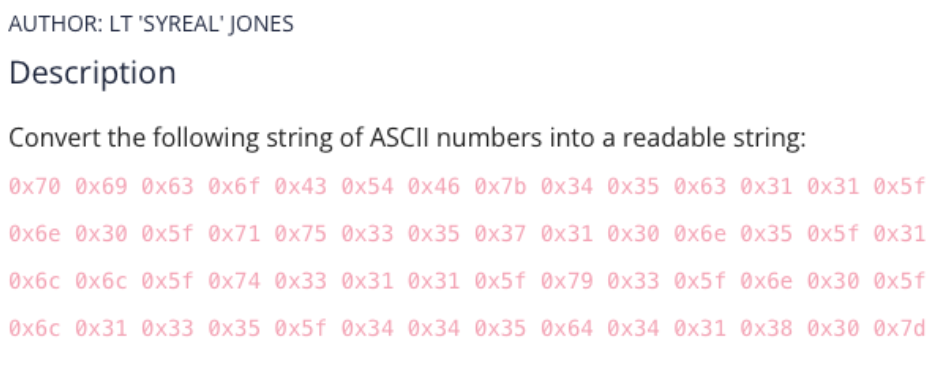 AUTHOR: LT 'SYREAL' JONES
Description
Convert the following string of ASCII numbers into a readable string:
0x70 0x69 0x63 0x6f 0x43 0x54 0x46 0x7b 0x34 0x35 0x63 0x31 0x31 0x5f
0x6e 0x30 0x5f 0x71 0x75 0x33 0x35 0x37 0x31 0x30 0x6e 0x35 0x5f 0x31
0x6c 0x6c 0x5f 0x74 0x33 0x31 0x31 0x5f 0x79 0x33 0x5f 0x6e 0x30 0x5f
0x6c 0x31 0x33 0x35 0x5f 0x34 0x34 0x35 0x64 0x34 0x31 0x38 0x30 0x7d